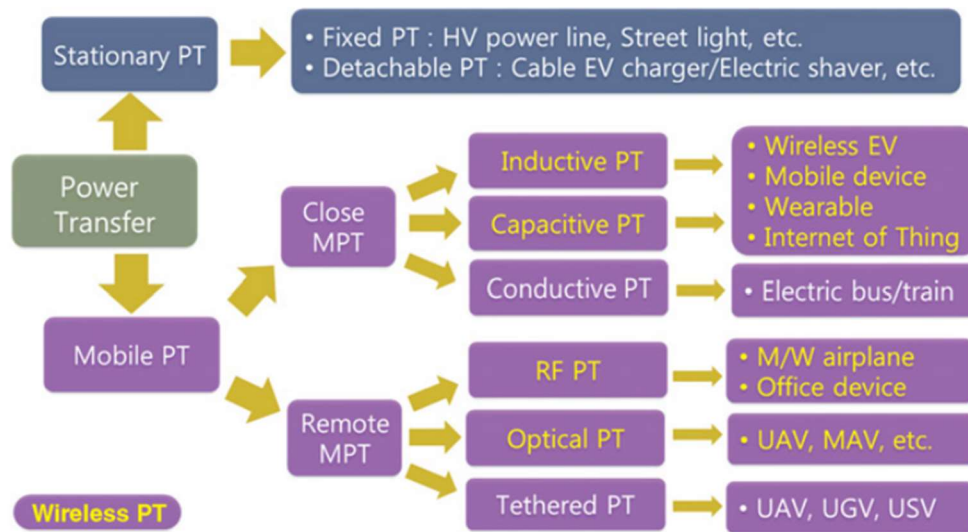 Stationary PT
• Fixed PT : HV power line, Street light, etc.
• Detachable PT : Cable EV charger/Electric shaver, etc.
Power
Transfer
Mobile PT
Close
MPT
Inductive PT
Capacitive PT
• Wireless EV
• Mobile device
• Wearable
• Internet of Thing
Conductive PT
• Electric bus/train
Remote
MPT
RF PT
• M/W airplane
• Office device
Optical PT
• UAV, MAV, etc.
Tethered PT
• UAV, UGV, USV
Wireless PT